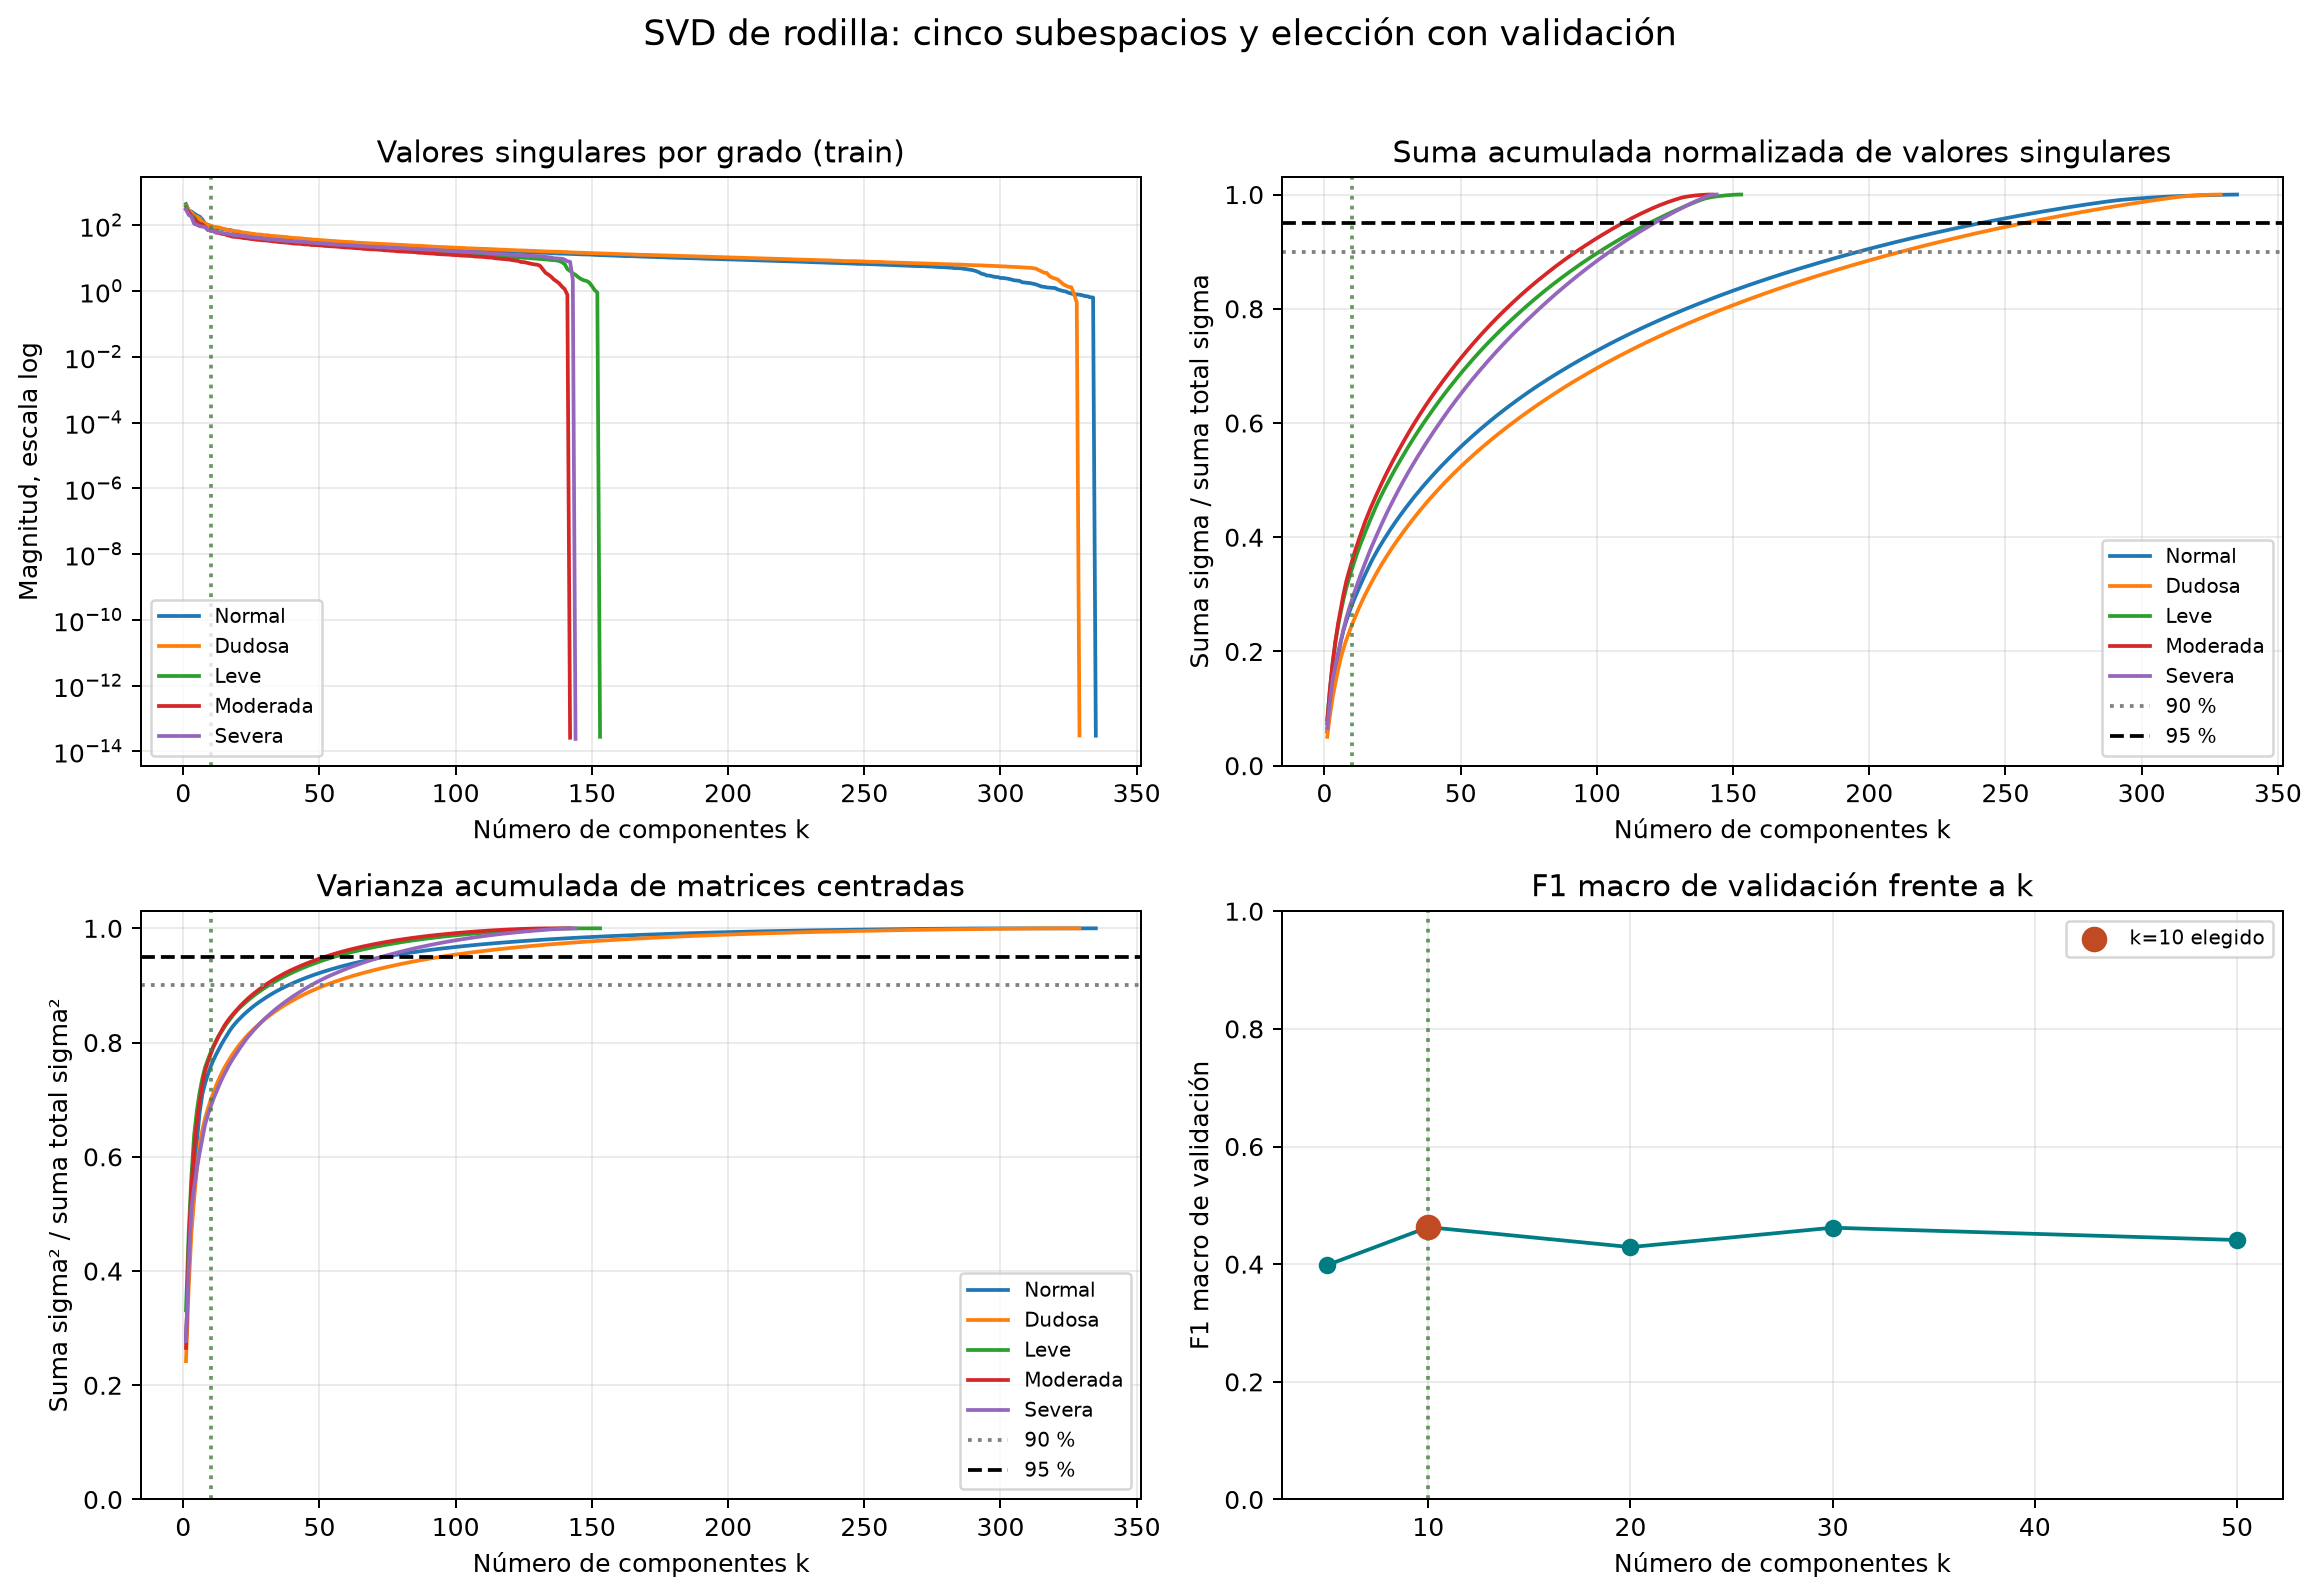 SVD de rodilla: cinco subespacios y elección con validación
Valores singulares por grado (train)
Magnitud, escala log
10²
10⁰
10⁻²
10⁻⁴
10⁻⁶
10⁻⁸
10⁻¹⁰
10⁻¹²
10⁻¹⁴
Normal
Dudosa
Leve
Moderada
Severa
0 50 100 150 200 250 300 350
Número de componentes k
Suma acumulada normalizada de valores singulares
Suma sigma / suma total sigma
1.0
0.8
0.6
0.4
0.2
0.0
Normal
Dudosa
Leve
Moderada
Severa
90 %
95 %
0 50 100 150 200 250 300 350
Número de componentes k
Varianza acumulada de matrices centradas
Suma sigma² / suma total sigma²
1.0
0.8
0.6
0.4
0.2
0.0
Normal
Dudosa
Leve
Moderada
Severa
90 %
95 %
0 50 100 150 200 250 300 350
Número de componentes k
F1 macro de validación frente a k
F1 macro de validación
1.0
0.8
0.6
0.4
0.2
0.0
k=10 elegido
10 20 30 40 50
Número de componentes k